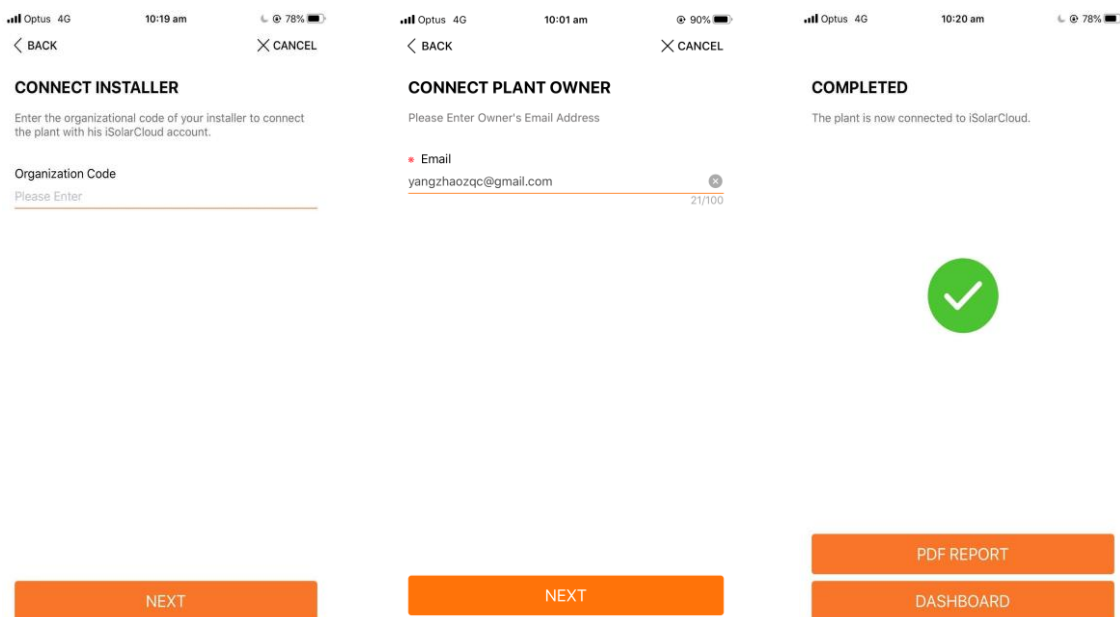 Optus 4G 10:19 am 78%
BACK CANCEL
CONNECT INSTALLER
Enter the organizational code of your installer to connect
the plant with his iSolarCloud account.
Organization Code
Please Enter
NEXT
Optus 4G 10:01 am 90%
BACK CANCEL
CONNECT PLANT OWNER
Please Enter Owner's Email Address
* Email
yangzhaozqc@gmail.com
21/100
NEXT
Optus 4G 10:20 am 78%
COMPLETED
The plant is now connected to iSolarCloud.
PDF REPORT
DASHBOARD